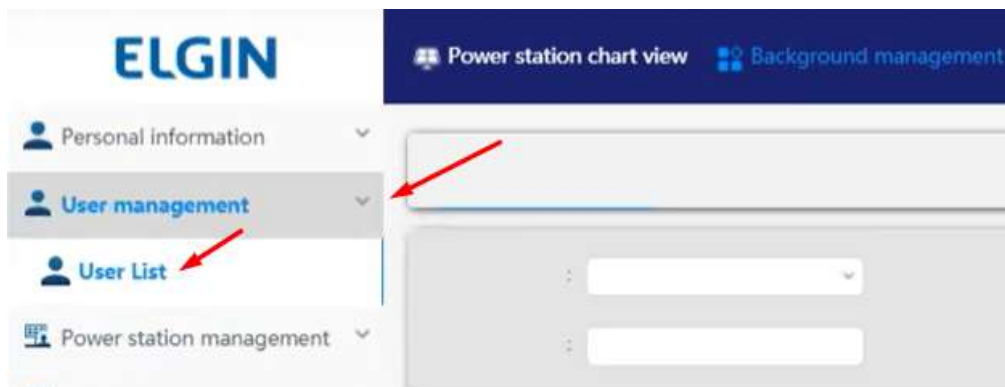 ELGIN
Power station chart view
Background management
Personal information
User management
User List
:
Power station management
: